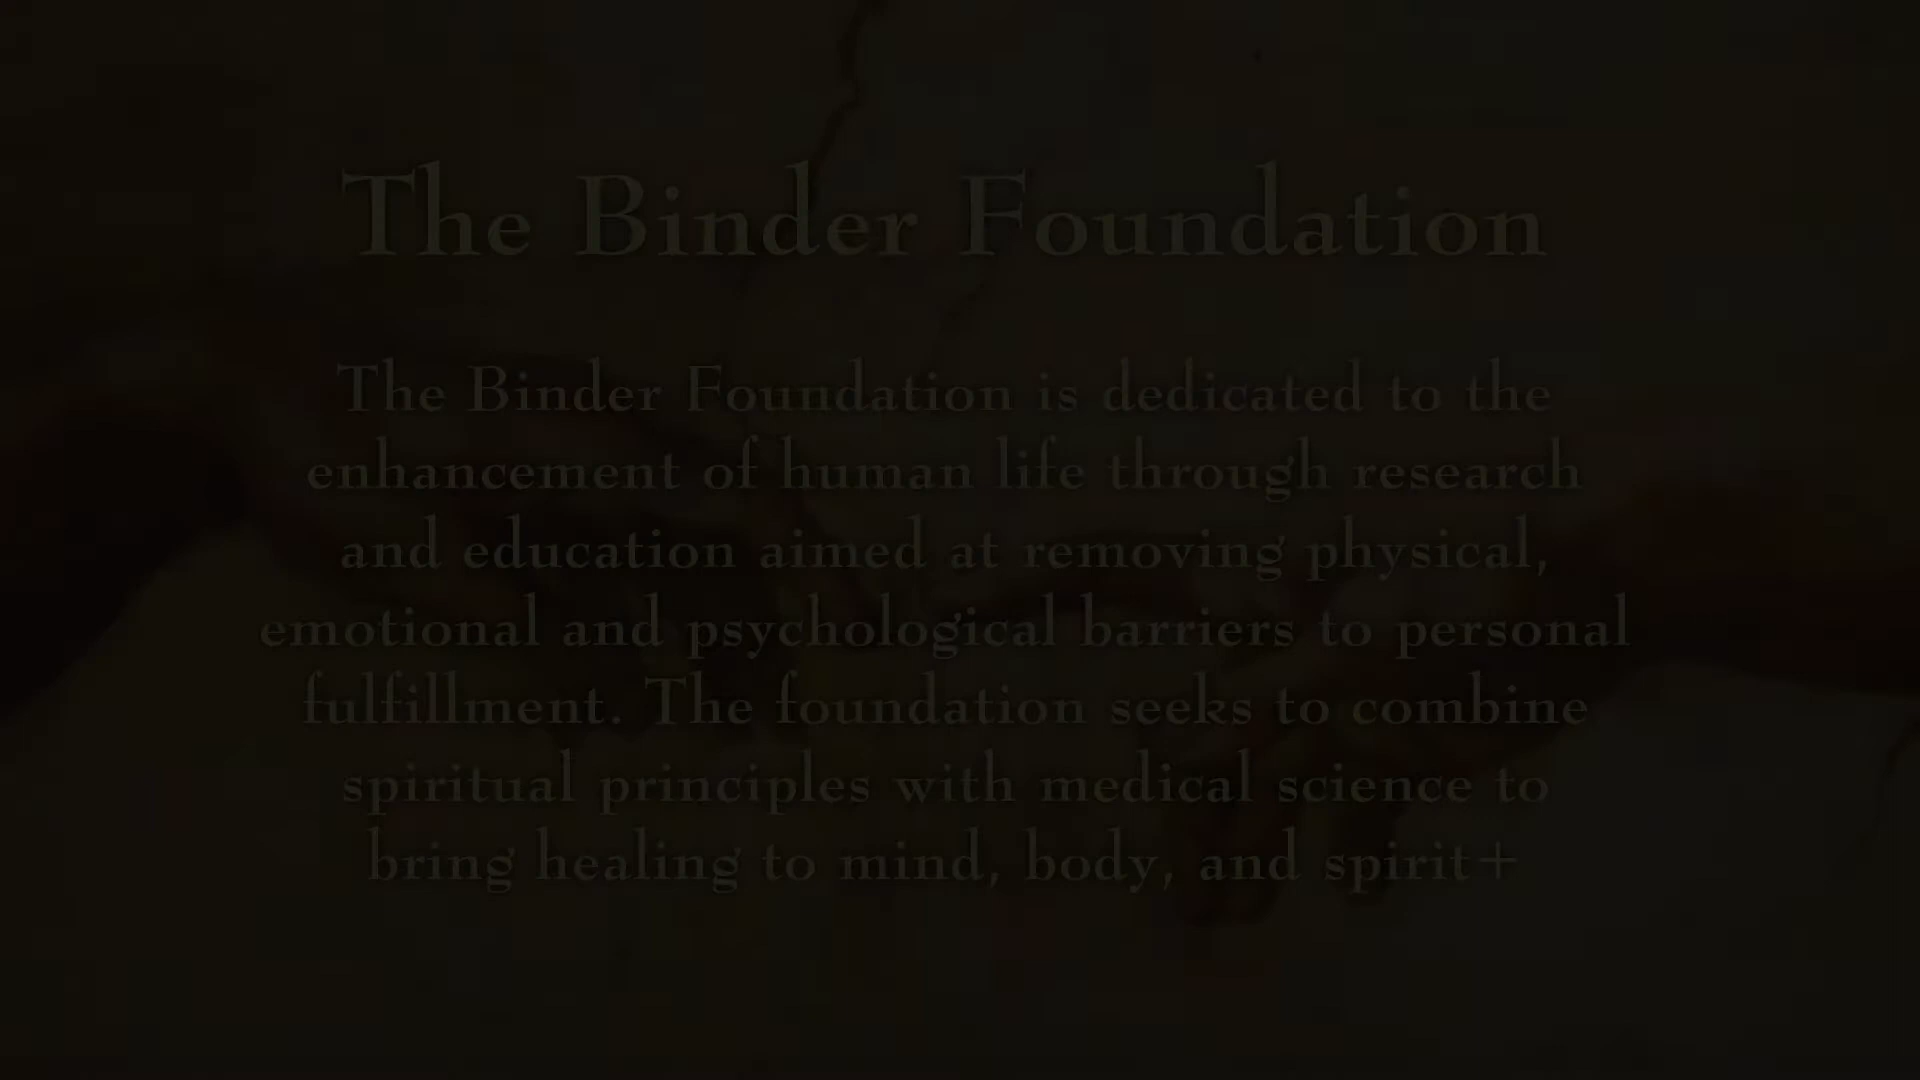 The Binder Foundation
The Binder Foundation is dedicated to the
enhancement of human life through research
and education aimed at removing physical,
emotional and psychological barriers to personal
fulfillment. The foundation seeks to combine
spiritual principles with medical science to
bring healing to mind, body, and spirit+